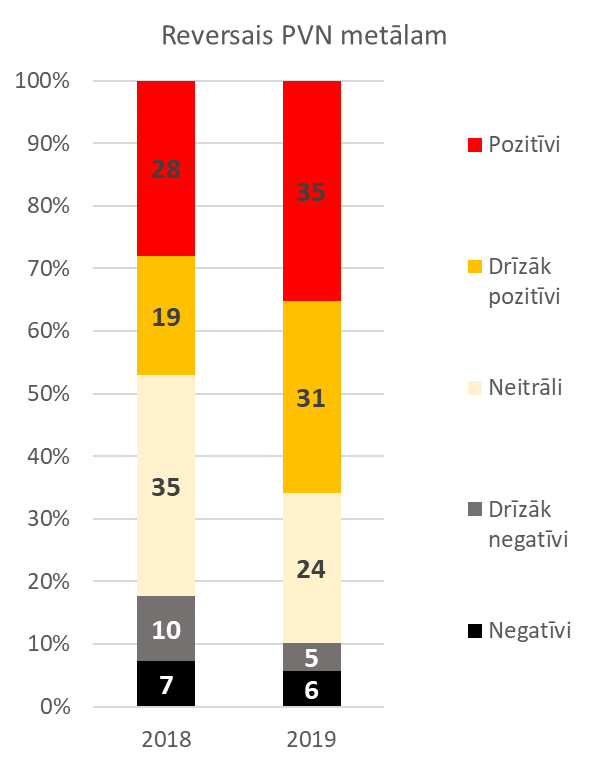 Reversais PVN metālam
100%
90%
80%
70%
60%
50%
40%
30%
20%
10%
0%
28
19
35
10
7
35
31
24
5
6
2018
2019
Pozitīvi
Drīzāk
pozitīvi
Neitrāli
Drīzāk
negatīvi
Negatīvi